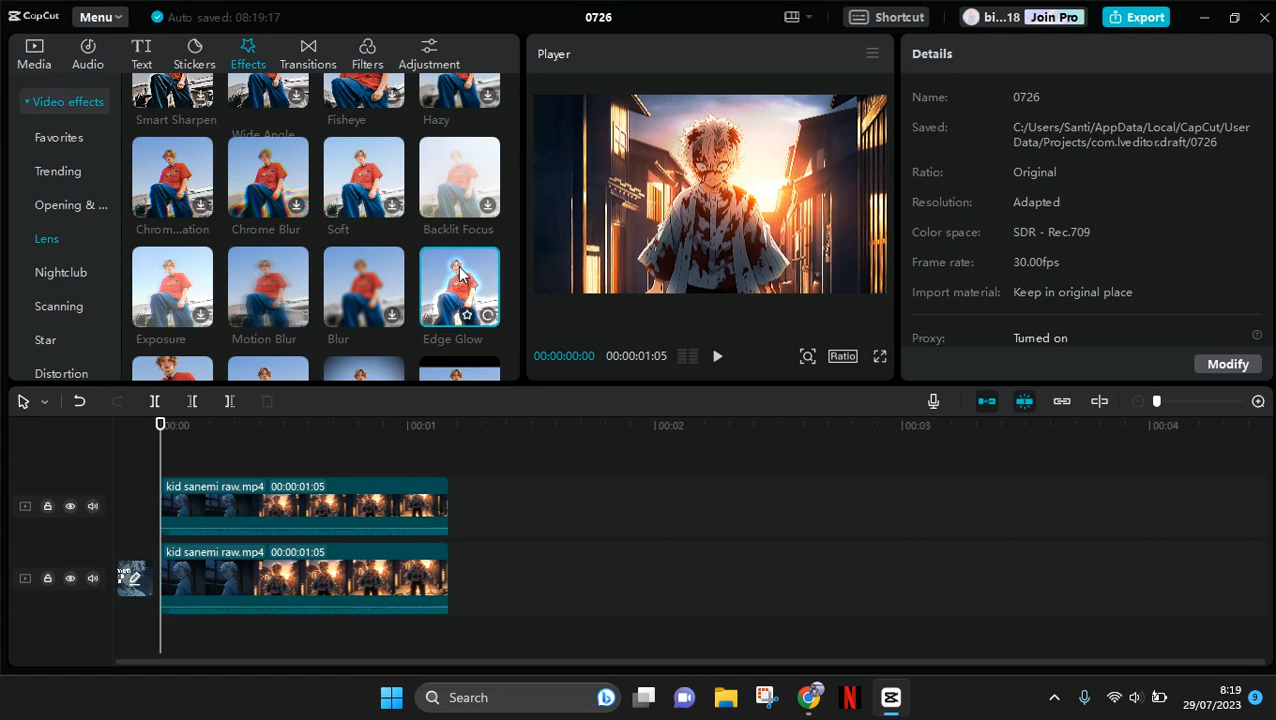 CapCut
Menu
Auto saved: 08:19:17
0726
Shortcut
bi...18
Join Pro
Export
Media
Audio
Text
Stickers
Effects
Transitions
Filters
Adjustment
Player
Details
Video effects
Favorites
Trending
Opening & ...
Lens
Nightclub
Scanning
Star
Distortion
Smart Sharpen
Wide Angle
Fisheye
Hazy
Chrom...ation
Chrome Blur
Soft
Backlit Focus
Exposure
Motion Blur
Blur
Edge Glow
00:00:00:00
00:00:01:05
Ratio
Name:
0726
Saved:
C:/Users/Santi/AppData/Local/CapCut/User
Data/Projects/com.lveditor.draft/0726
Ratio:
Original
Resolution:
Adapted
Color space:
SDR - Rec.709
Frame rate:
30.00fps
Import material:
Keep in original place
Proxy:
Turned on
Modify
00:00
00:01
00:02
00:03
00:04
kid sanemi raw.mp4 00:00:01:05
kid sanemi raw.mp4 00:00:01:05
Search
8:19
29/07/2023
9